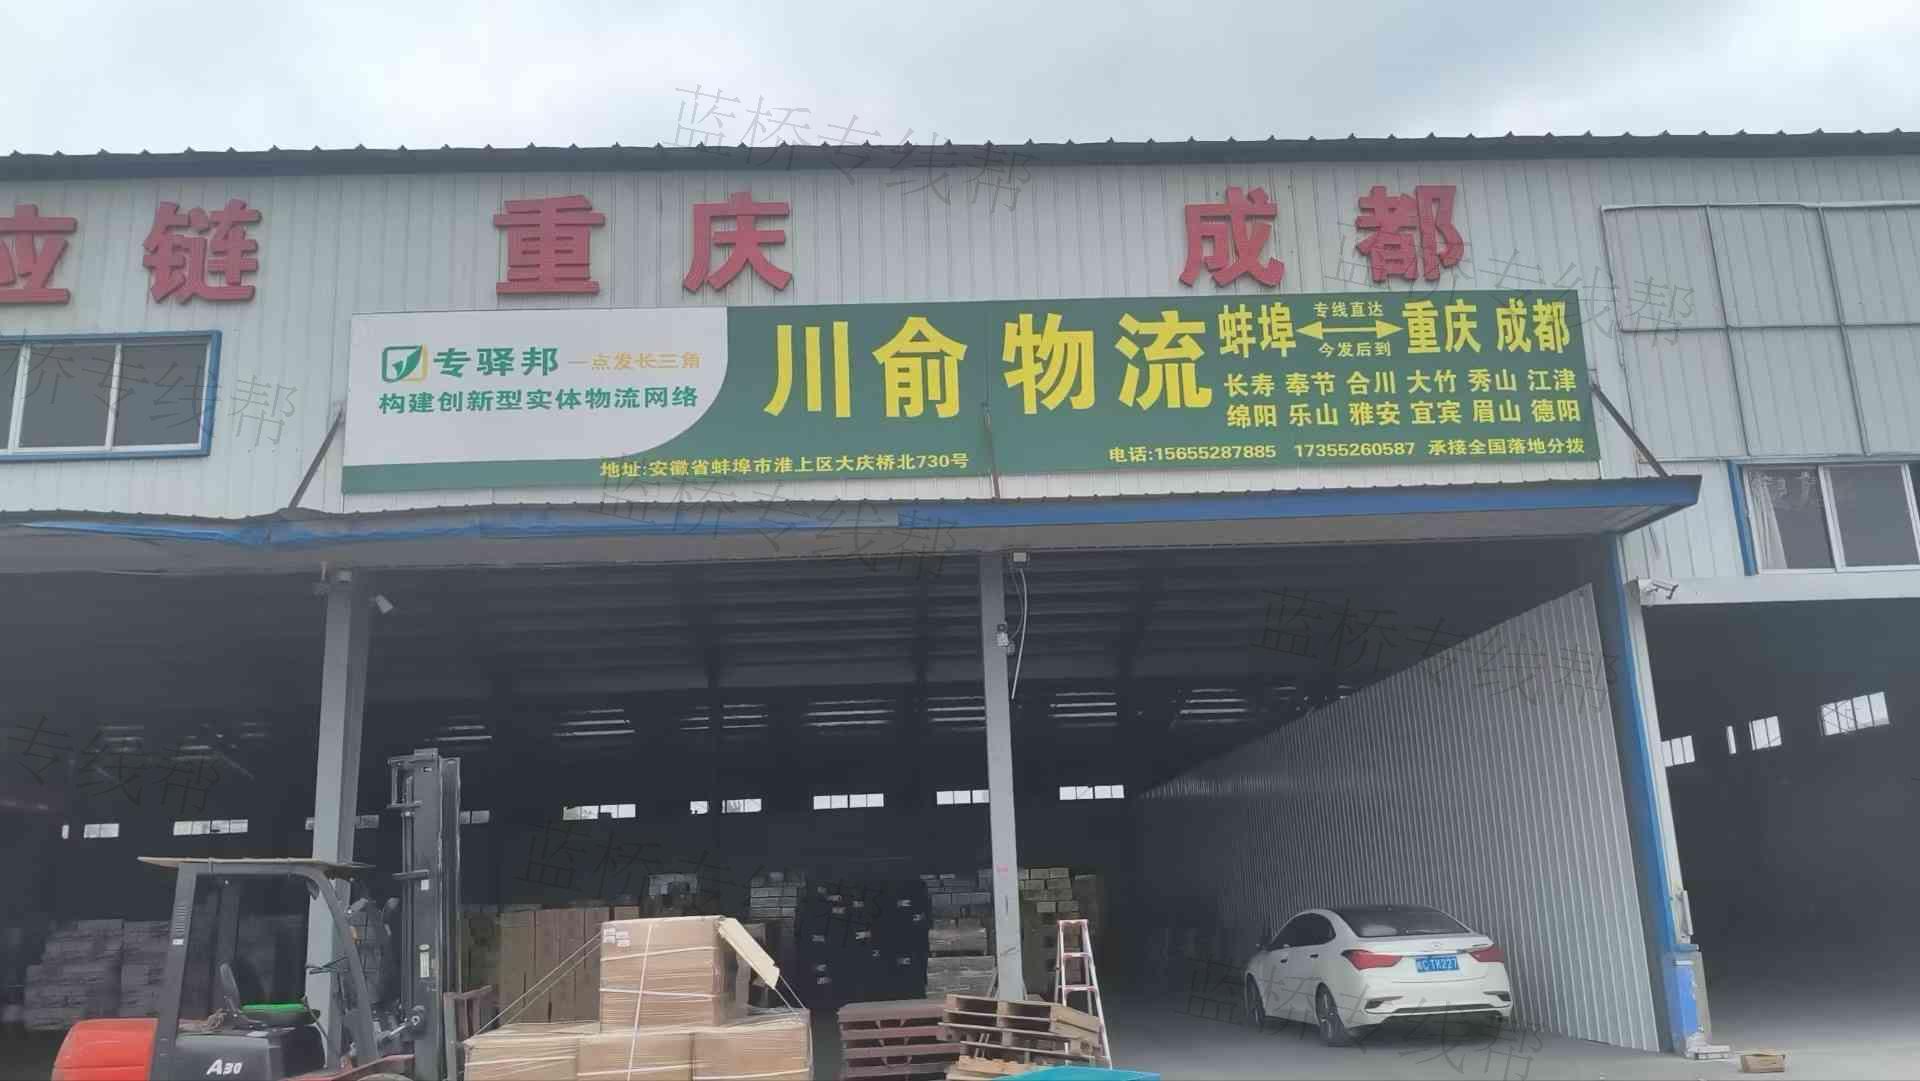 应链 重庆 成都
专驿邦 一点发长三角
构建创新型实体物流网络
川俞物流
蚌埠 专线直达 重庆 成都
今发后到
长寿 奉节 合川 大竹 秀山 江津
绵阳 乐山 雅安 宜宾 眉山 德阳
地址:安徽省蚌埠市淮上区大庆桥北730号
电话:15655287885 17355260587 承接全国落地分拨
A30
皖C·TK227
蓝桥专线帮
蓝桥专线帮
桥专线帮
蓝桥专线帮
蓝桥专线帮
专线帮
蓝桥专线帮
蓝桥专线帮